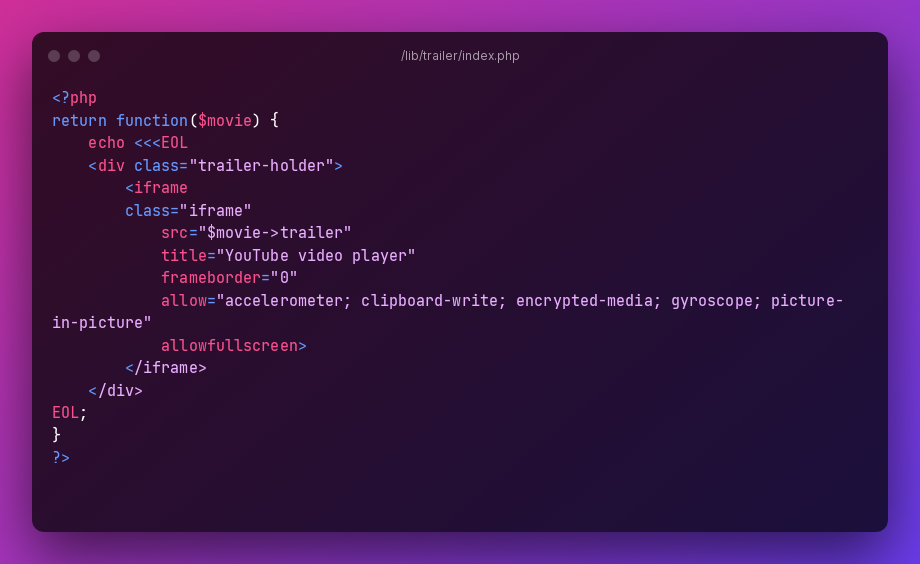 /lib/trailer/index.php
<?php
return function($movie) {
    echo <<<EOL
    <div class="trailer-holder">
        <iframe
        class="iframe"
            src="$movie->trailer"
            title="YouTube video player"
            frameborder="0"
            allow="accelerometer; clipboard-write; encrypted-media; gyroscope; picture-
in-picture"
            allowfullscreen>
        </iframe>
    </div>
EOL;
}
?>